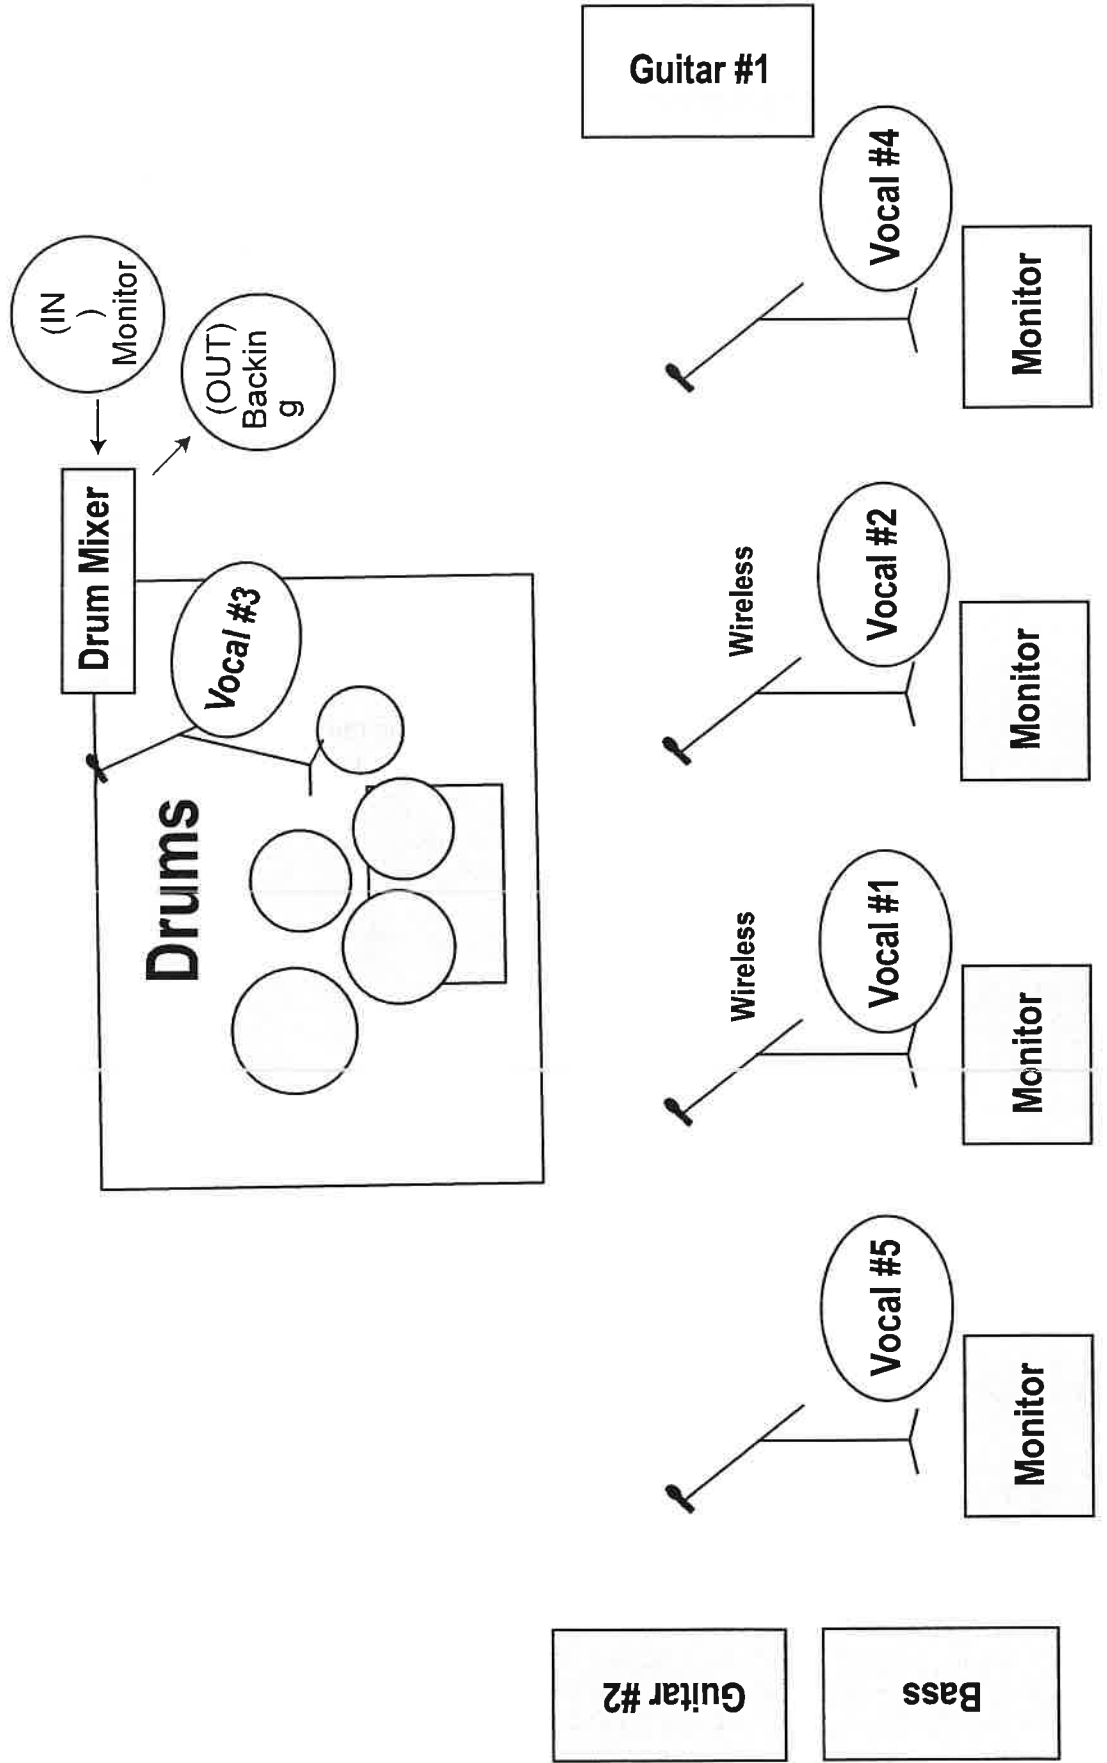 (IN
)
Monitor
Drum Mixer
(OUT)
Backin
g
Vocal #3
Drums
Guitar #2
Bass
Vocal #5
Monitor
Wireless
Vocal #1
Monitor
Wireless
Vocal #2
Monitor
Guitar #1
Vocal #4
Monitor